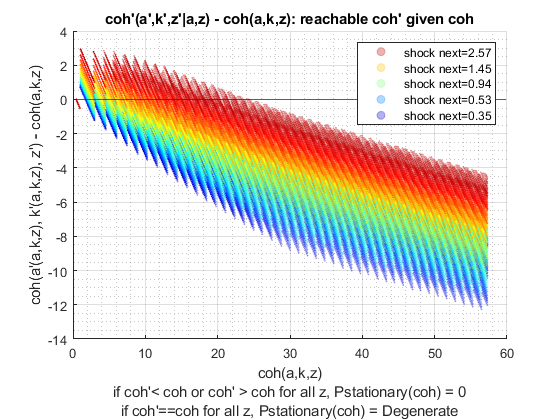 coh'(a',k',z'|a,z) - coh(a,k,z): reachable coh' given coh
4
2
0
-2
-4
-6
-8
-10
-12
-14
coh(a'(a,k,z), k'(a,k,z), z') - coh(a,k,z)
shock next=2.57
shock next=1.45
shock next=0.94
shock next=0.53
shock next=0.35
0 10 20 30 40 50 60
coh(a,k,z)
if coh'< coh or coh' > coh for all z, Pstationary(coh) = 0
if coh'==coh for all z, Pstationary(coh) = Degenerate